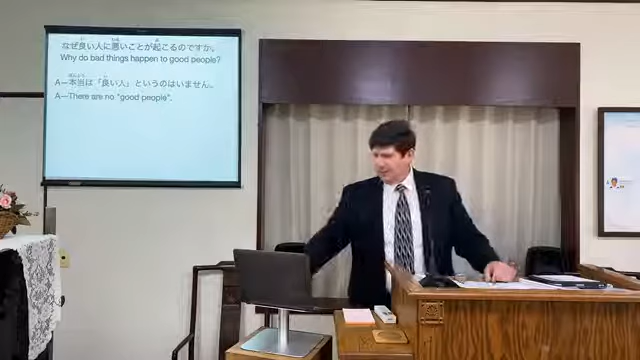 なぜ良い人に悪いことが起こるのですか。
Why do bad things happen to good people?
A—本当は「良い人」というのはいません。
A—There are no "good people".